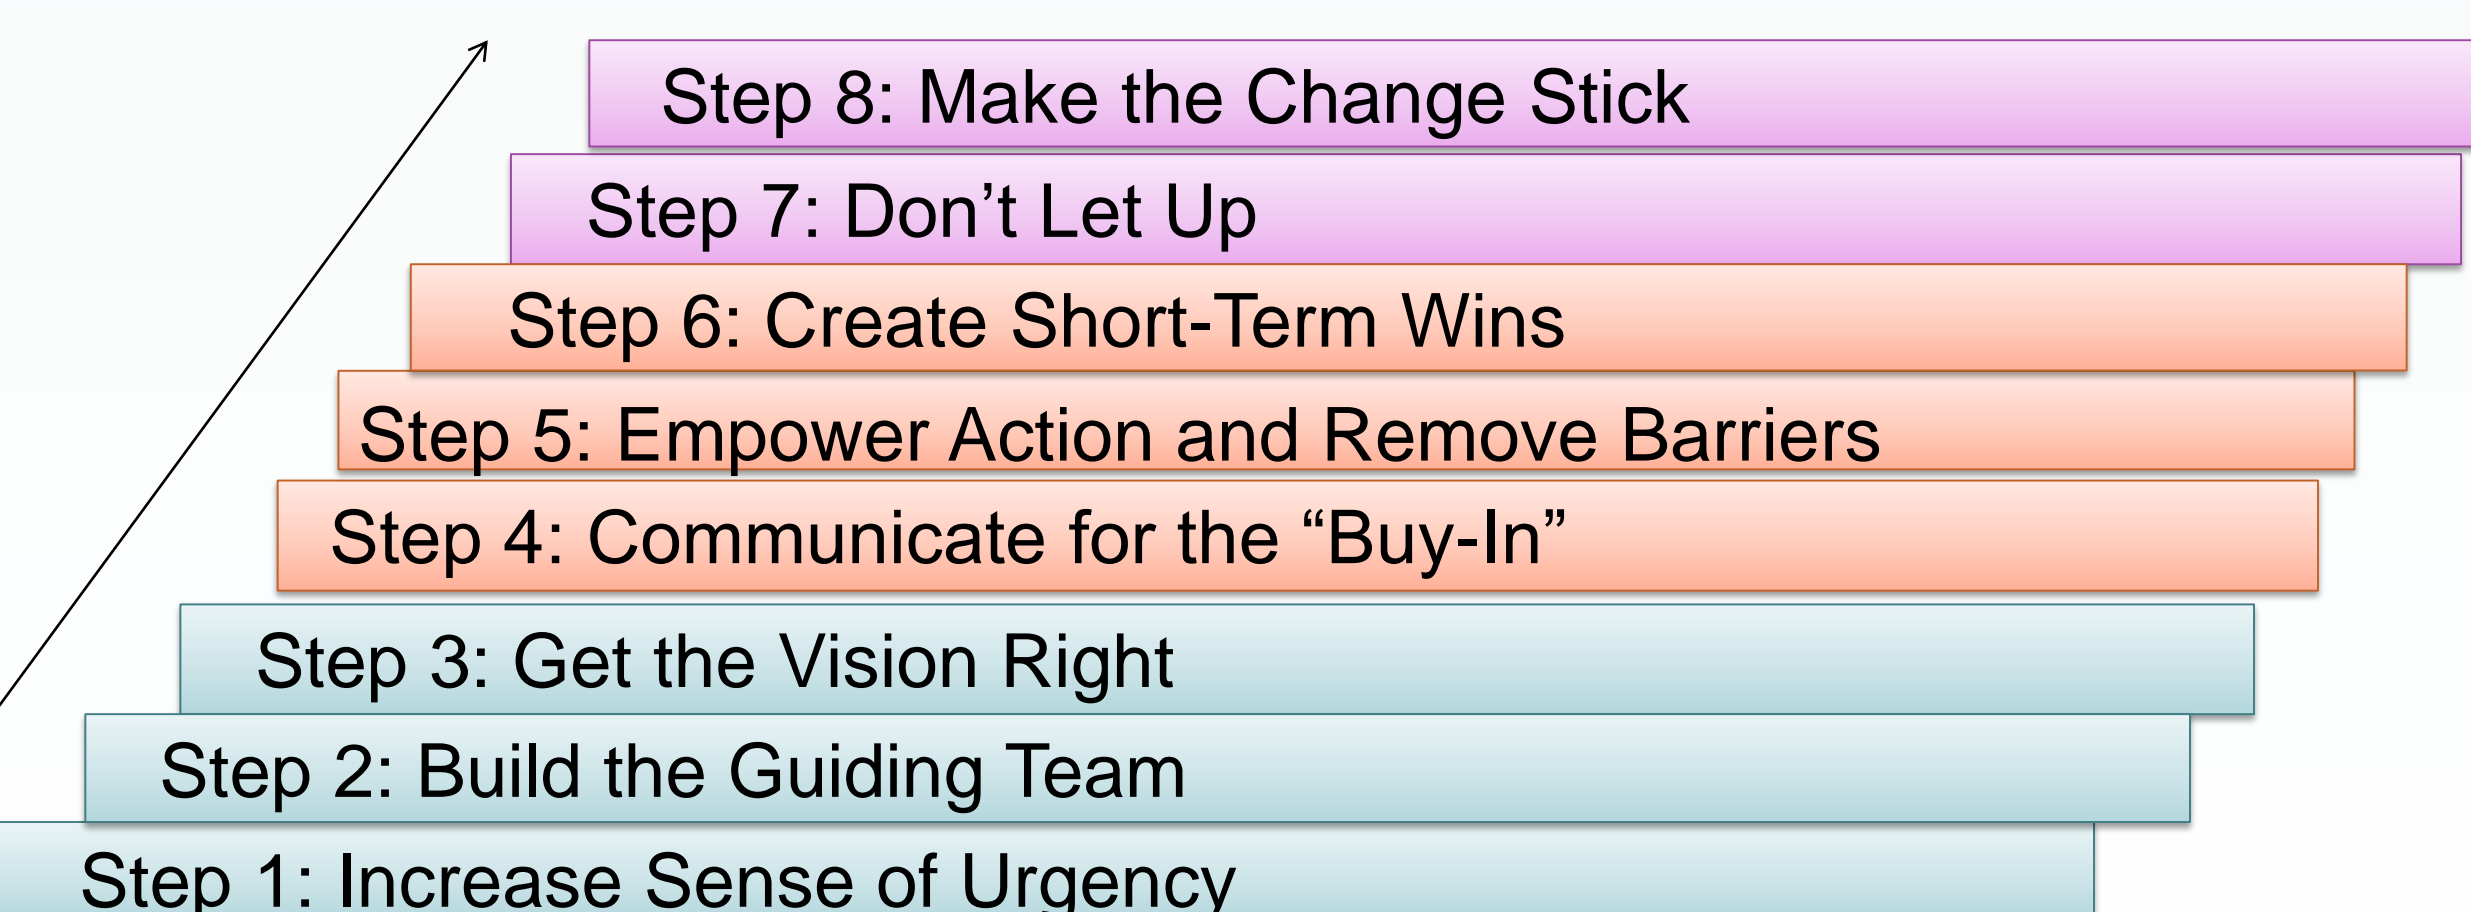 Step 8: Make the Change Stick
Step 7: Don’t Let Up
Step 6: Create Short-Term Wins
Step 5: Empower Action and Remove Barriers
Step 4: Communicate for the “Buy-In”
Step 3: Get the Vision Right
Step 2: Build the Guiding Team
Step 1: Increase Sense of Urgency